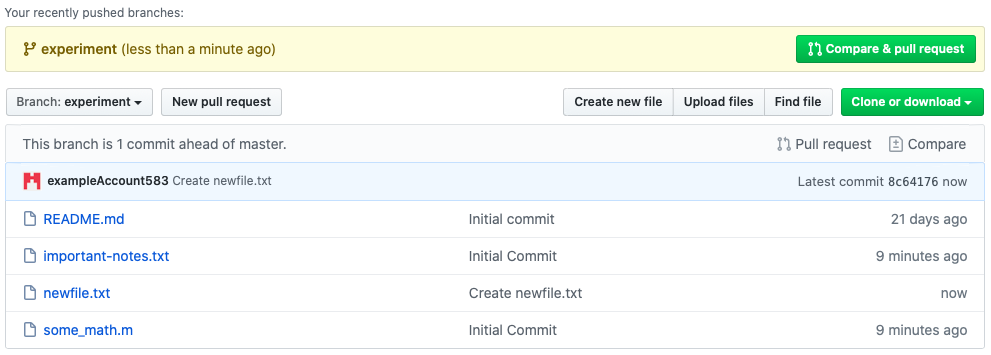 Your recently pushed branches:
experiment (less than a minute ago) Compare & pull request
Branch: experiment New pull request Create new file Upload files Find file Clone or download
This branch is 1 commit ahead of master. Pull request Compare
exampleAccount583 Create newfile.txt Latest commit 8c64176 now
README.md Initial commit 21 days ago
important-notes.txt Initial Commit 9 minutes ago
newfile.txt Create newfile.txt now
some_math.m Initial Commit 9 minutes ago